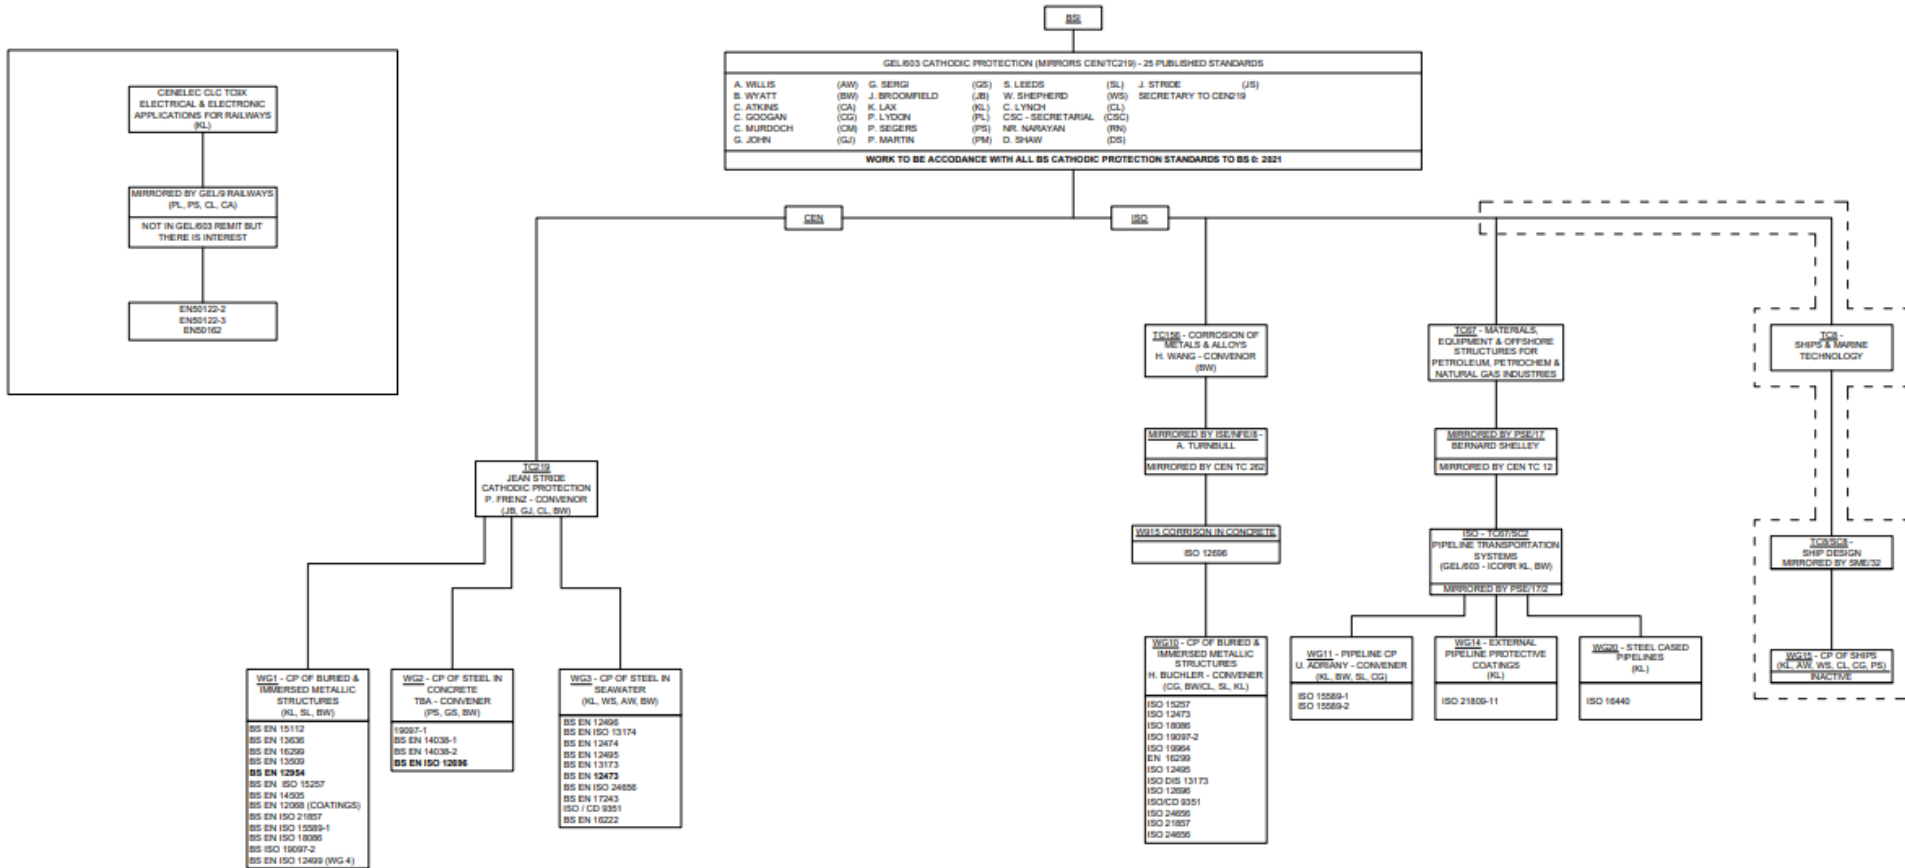 BSI
GEL/603 CATHODIC PROTECTION (MIRRORS CEN/TC219) - 25 PUBLISHED STANDARDS
A. WILLIS (AW) G. SERGI (GS) S. LEEDS (SL) J. STRIDE (JS)
B. WYATT (BW) J. BROOMFIELD (JB) W. SHEPHERD (WS) SECRETARY TO CEN219
C. ATKINS (CA) K. LAX (KL) C. LYNCH (CL)
C. GOOGAN (CG) P. LYDON (PL) CSC - SECRETARIAL (CSC)
C. MURDOCH (CM) P. SEGERS (PS) NR. NARAYAN (RN)
G. JOHN (GJ) P. MARTIN (PM) D. SHAW (DS)
WORK TO BE ACCODANCE WITH ALL BS CATHODIC PROTECTION STANDARDS TO BS 0: 2021
CENELEC CLC TC9X
ELECTRICAL & ELECTRONIC
APPLICATIONS FOR RAILWAYS
(KL)
MIRRORED BY GEL/9 RAILWAYS
(PL, PS, CL, CA)
NOT IN GEL/603 REMIT BUT
THERE IS INTEREST
EN50122-2
EN50122-3
EN50162
CEN
ISO
TC219
JEAN STRIDE
CATHODIC PROTECTION
P. FRENZ - CONVENOR
(JB, GJ, CL, BW)
WG1 - CP OF BURIED &
IMMERSED METALLIC
STRUCTURES
(KL, SL, BW)
BS EN 15112
BS EN 13636
BS EN 16299
BS EN 13509
BS EN 12954
BS EN ISO 15257
BS EN 14505
BS EN 12068 (COATINGS)
BS EN ISO 21857
BS EN ISO 15589-1
BS EN ISO 18086
BS ISO 19097-2
BS EN ISO 12499 (WG 4)
WG2 - CP OF STEEL IN
CONCRETE
TBA - CONVENER
(PS, GS, BW)
19097-1
BS EN 14038-1
BS EN 14038-2
BS EN ISO 12696
WG3 - CP OF STEEL IN
SEAWATER
(KL, WS, AW, BW)
BS EN 12496
BS EN ISO 13174
BS EN 12474
BS EN 12495
BS EN 13173
BS EN 12473
BS EN ISO 24656
BS EN 17243
ISO / CD 9351
BS EN 16222
TC156 - CORROSION OF
METALS & ALLOYS
H. WANG - CONVENOR
(BW)
MIRRORED BY ISE/NFE/8 -
A. TURNBULL
MIRRORED BY CEN TC 262
W915 CORRISON IN CONCRETE
ISO 12696
WG10 - CP OF BURIED &
IMMERSED METALLIC
STRUCTURES
H. BUCHLER - CONVENER
(CG, BW/CL, SL, KL)
ISO 15257
ISO 12473
ISO 18086
ISO 19097-2
ISO 19964
EN 16299
ISO 12495
ISO DIS 13173
ISO 12696
ISO/CD 9351
ISO 24656
ISO 21857
ISO 24656
TC67 - MATERIALS,
EQUIPMENT & OFFSHORE
STRUCTURES FOR
PETROLEUM, PETROCHEM &
NATURAL GAS INDUSTRIES
MIRRORED BY PSE/17
BERNARD SHELLEY
MIRRORED BY CEN TC 12
ISO - TC67/SC2
PIPELINE TRANSPORTATION
SYSTEMS
(GEL/603 - ICORR KL, BW)
MIRRORED BY PSE/17/2
WG11 - PIPELINE CP
U. ADRIANY - CONVENER
(KL, BW, SL, CG)
ISO 15589-1
ISO 15589-2
WG14 - EXTERNAL
PIPELINE PROTECTIVE
COATINGS
(KL)
ISO 21809-11
WG20 - STEEL CASED
PIPELINES
(KL)
ISO 16440
TC8 -
SHIPS & MARINE
TECHNOLOGY
TC8/SC8 -
SHIP DESIGN
MIRRORED BY SME/32
WG15 - CP OF SHIPS
(KL, AW, WS, CL, CG, PS)
INACTIVE